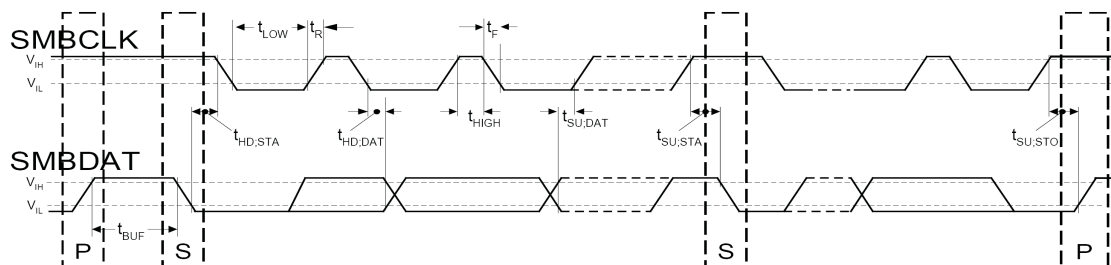 t_LOW t_R t_F
SMBCLK
V_IH
V_IL
t_HD;STA t_HD;DAT t_HIGH t_SU;DAT t_SU;STA t_SU;STO
SMBDAT
V_IH
V_IL
t_BUF
P S S P